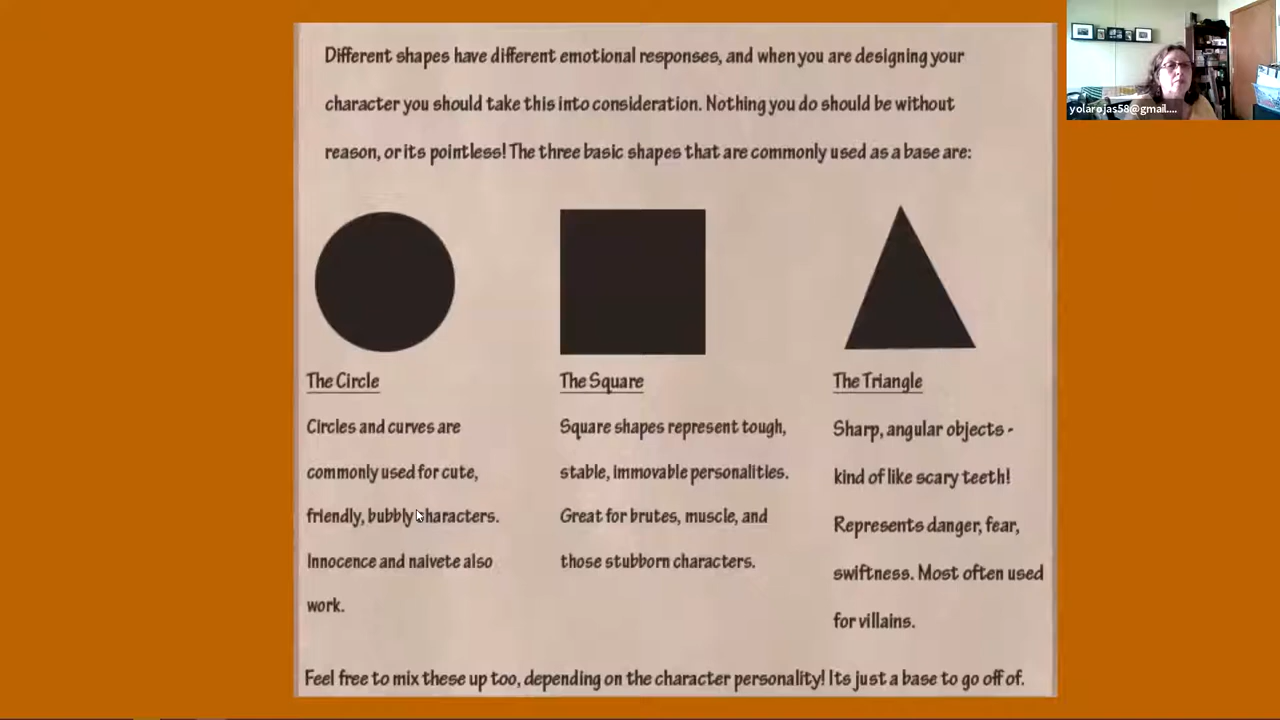 Different shapes have different emotional responses, and when you are designing your
character you should take this into consideration. Nothing you do should be without
reason, or its pointless! The three basic shapes that are commonly used as a base are:
The Circle
Circles and curves are
commonly used for cute,
friendly, bubbly characters.
Innocence and naivete also
work.
The Square
Square shapes represent tough,
stable, immovable personalities.
Great for brutes, muscle, and
those stubborn characters.
The Triangle
Sharp, angular objects -
kind of like scary teeth!
Represents danger, fear,
swiftness. Most often used
for villains.
Feel free to mix these up too, depending on the character personality! Its just a base to go off of.
yolarojas58@gmail....